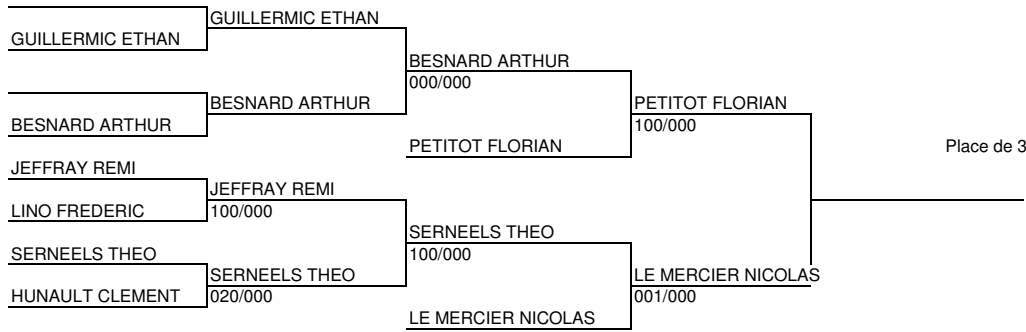 GUILLERMIC ETHAN
GUILLERMIC ETHAN
BESNARD ARTHUR
000/000
BESNARD ARTHUR
PETITOT FLORIAN
100/000
BESNARD ARTHUR
PETITOT FLORIAN
Place de 3
JEFFRAY REMI
JEFFRAY REMI
LINO FREDERIC
100/000
SERNEELS THEO
100/000
SERNEELS THEO
SERNEELS THEO
LE MERCIER NICOLAS
HUNAULT CLEMENT
020/000
001/000
LE MERCIER NICOLAS